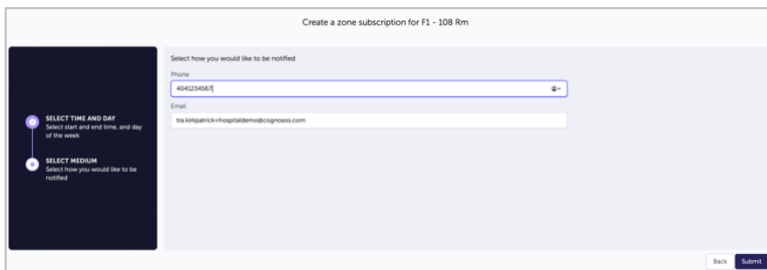 Create a zone subscription for F1 - 108 Rm
SELECT TIME AND DAY
Select start and end time, and day
of the week
SELECT MEDIUM
Select how you would like to be
notified
Select how you would like to be notified
Phone
4041234567
Email
tra.kirkpatrick+hospitaldemo@cognosos.com
Back
Submit